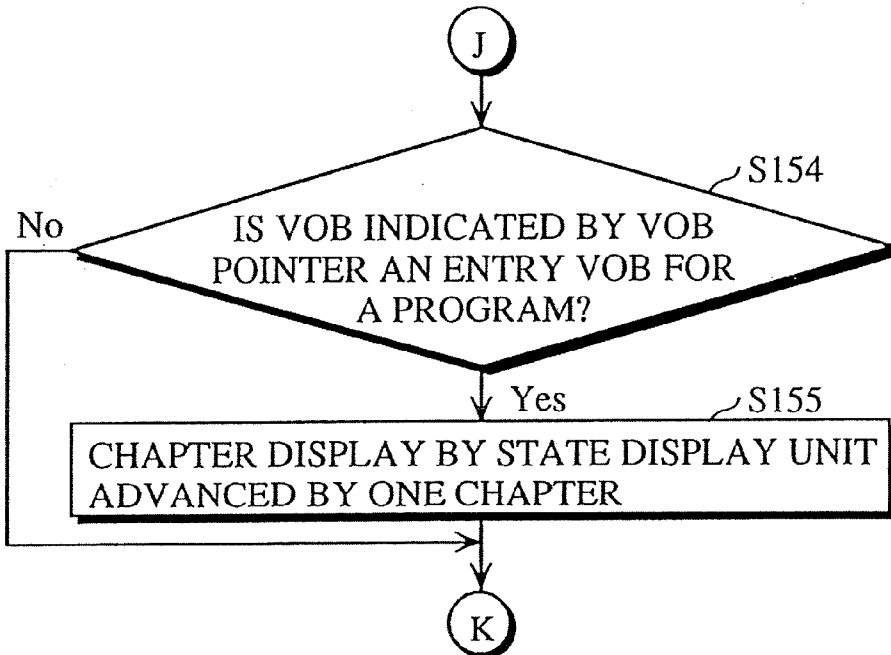 J
S154
No
IS VOB INDICATED BY VOB
POINTER AN ENTRY VOB FOR
A PROGRAM?
Yes
S155
CHAPTER DISPLAY BY STATE DISPLAY UNIT
ADVANCED BY ONE CHAPTER
K